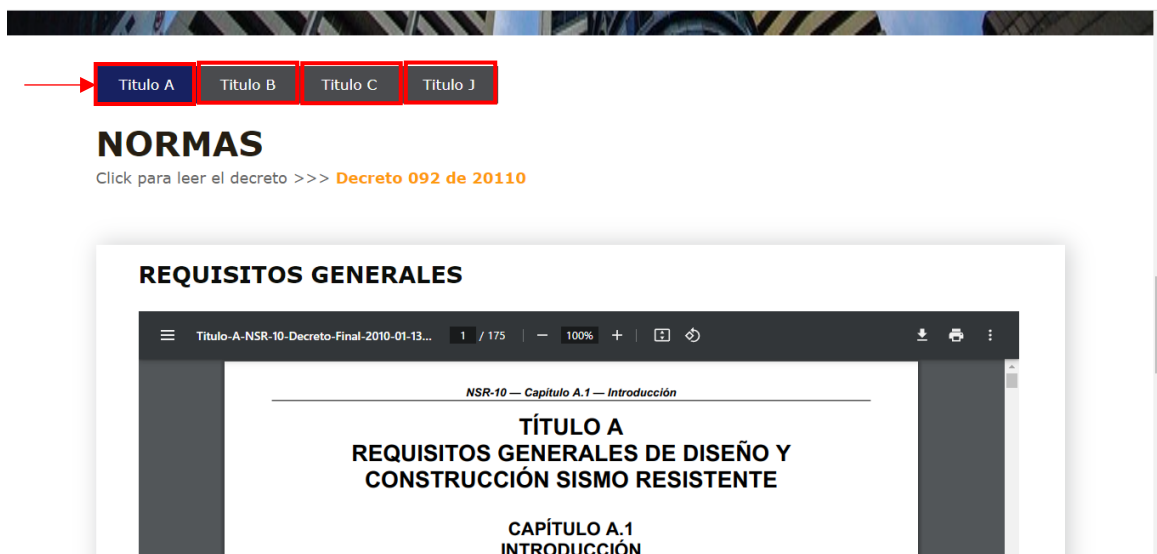 Titulo A Titulo B Titulo C Titulo J
NORMAS
Click para leer el decreto >>> Decreto 092 de 20110
REQUISITOS GENERALES
Titulo-A-NSR-10-Decreto-Final-2010-01-13... 1 / 175 | — 100% + |
NSR-10 — Capítulo A.1 — Introducción
TÍTULO A
REQUISITOS GENERALES DE DISEÑO Y
CONSTRUCCIÓN SISMO RESISTENTE
CAPÍTULO A.1
INTRODUCCIÓN